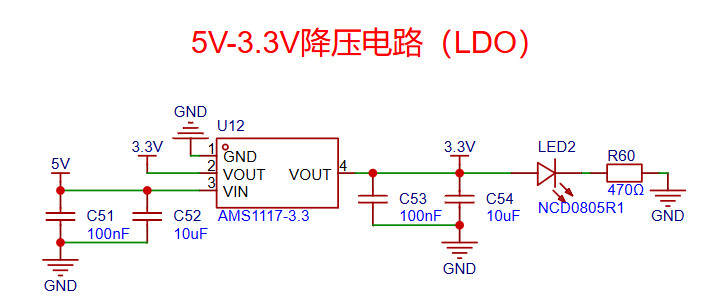 5V-3.3V降压电路（LDO）
GND
U12
3.3V
1
GND
5V
2
VOUT
VOUT
4
3
VIN
AMS1117-3.3
C51
100nF
C52
10uF
GND
3.3V
LED2
R60
C53
100nF
C54
10uF
NCD0805R1
470Ω
GND
GND